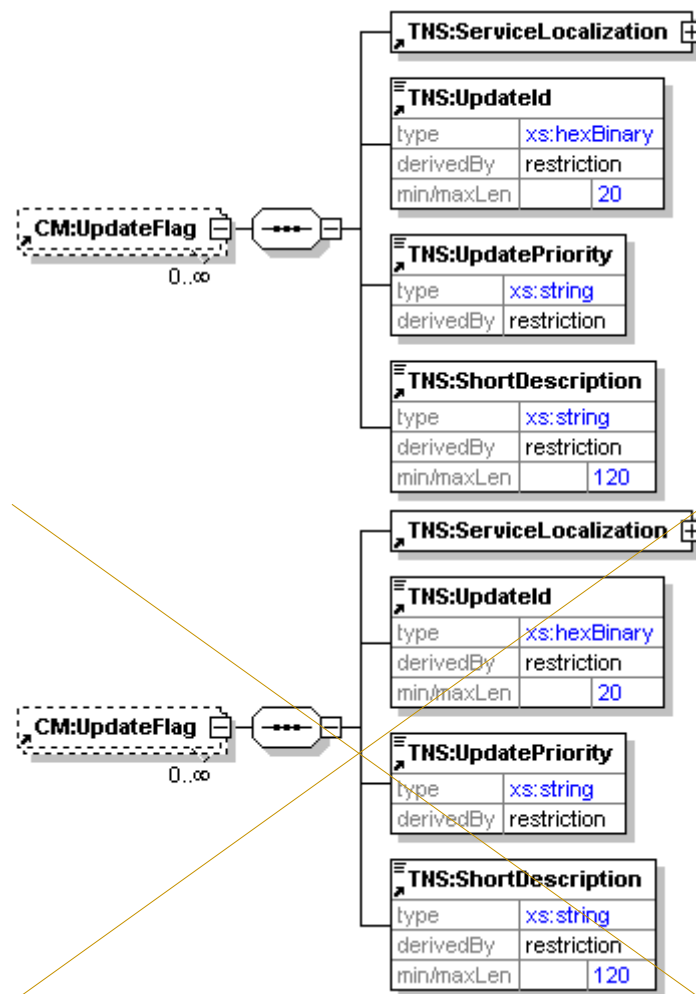 TNS:ServiceLocalization
TNS:UpdateId
type xs:hexBinary
derivedBy restriction
min/maxLen 20
CM:UpdateFlag
0..∞
TNS:UpdatePriority
type xs:string
derivedBy restriction
TNS:ShortDescription
type xs:string
derivedBy restriction
min/maxLen 120
TNS:ServiceLocalization
TNS:UpdateId
type xs:hexBinary
derivedBy restriction
min/maxLen 20
CM:UpdateFlag
0..∞
TNS:UpdatePriority
type xs:string
derivedBy restriction
TNS:ShortDescription
type xs:string
derivedBy restriction
min/maxLen 120